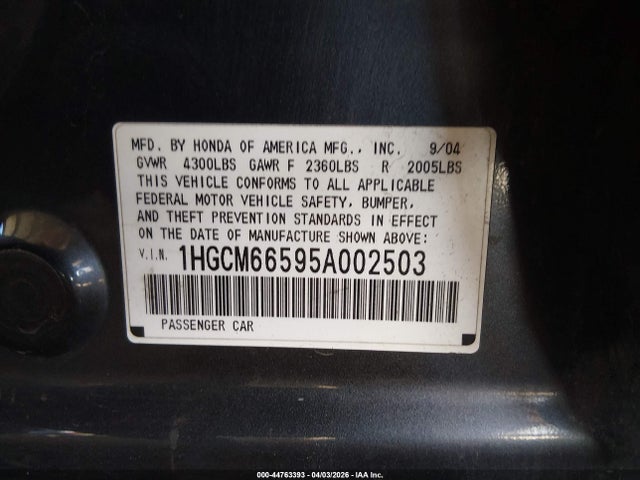 MFD. BY HONDA OF AMERICA MFG., INC. 9/04
GVWR 4300LBS GAWR F 2360LBS R 2005LBS
THIS VEHICLE CONFORMS TO ALL APPLICABLE
FEDERAL MOTOR VEHICLE SAFETY, BUMPER,
AND THEFT PREVENTION STANDARDS IN EFFECT
ON THE DATE OF MANUFACTURE SHOWN ABOVE:
V.I.N. 1HGCM66595A002503
PASSENGER CAR
000-44763393 - 04/03/2026 - IAA Inc.